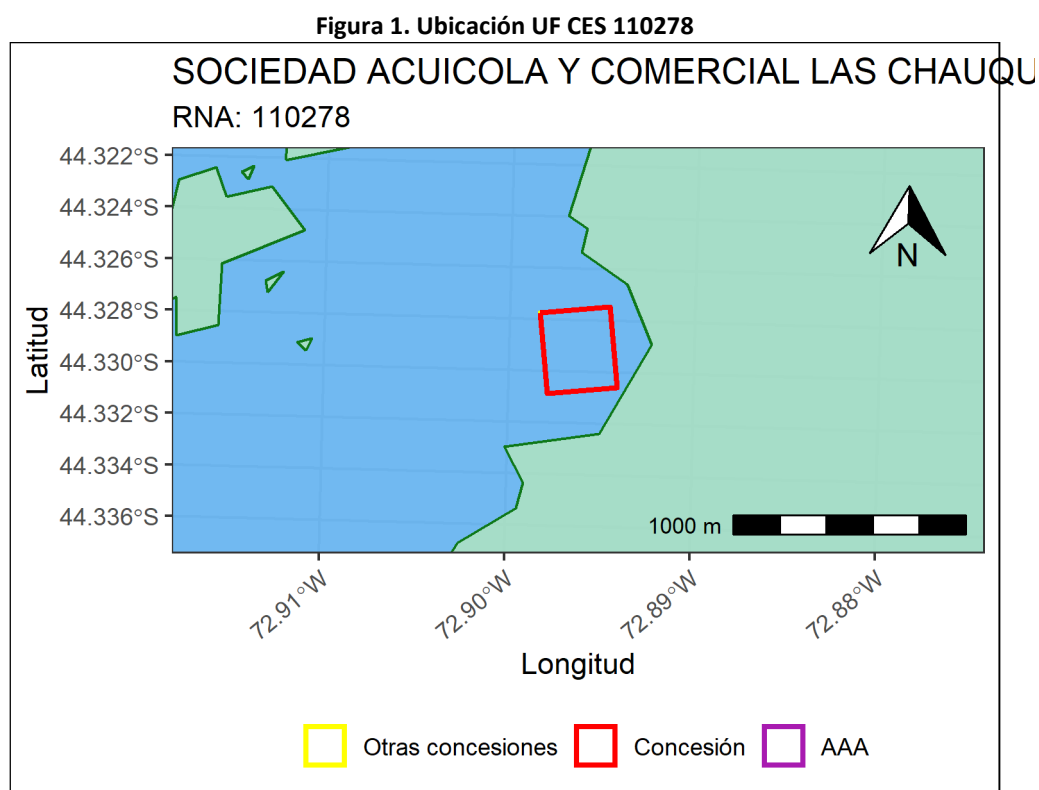 Figura 1. Ubicación UF CES 110278
SOCIEDAD ACUICOLA Y COMERCIAL LAS CHAUQU
RNA: 110278
44.322°S
44.324°S
44.326°S
44.328°S
44.330°S
44.332°S
44.334°S
44.336°S
Latitud
N
1000 m
72.91°W
72.90°W
72.89°W
72.88°W
Longitud
Otras concesiones
Concesión
AAA